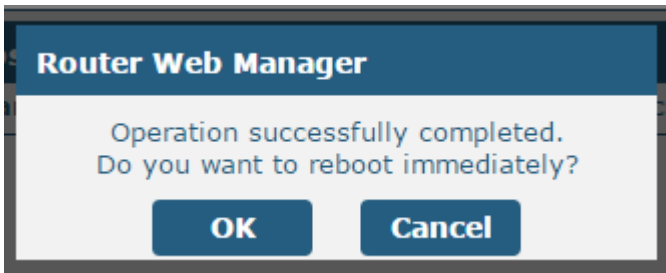 Router Web Manager
Operation successfully completed.
Do you want to reboot immediately?
OK Cancel